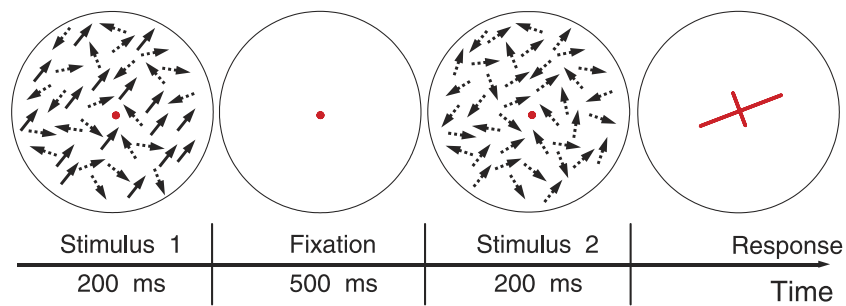 Stimulus 1 Fixation Stimulus 2 Response
200 ms 500 ms 200 ms Time